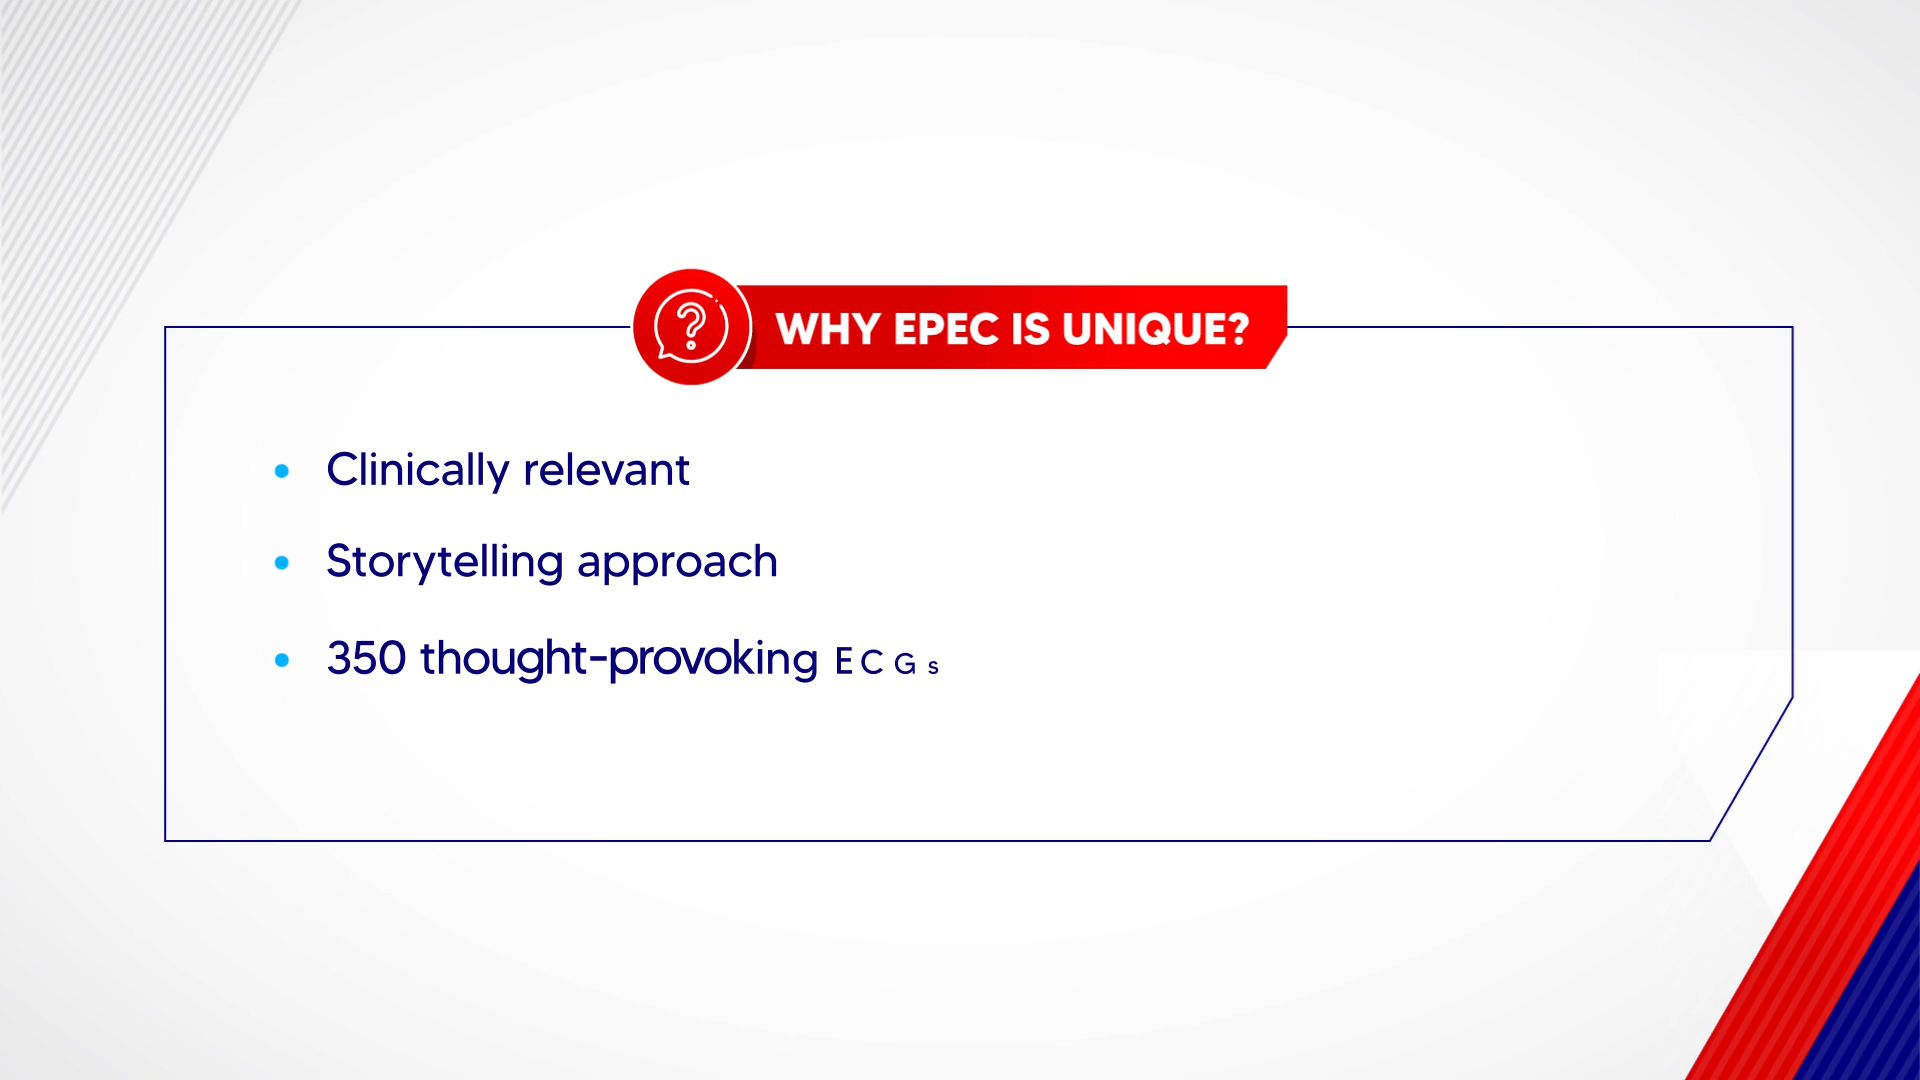 WHY EPEC IS UNIQUE?
Clinically relevant
Storytelling approach
350 thought-provoking ECGs